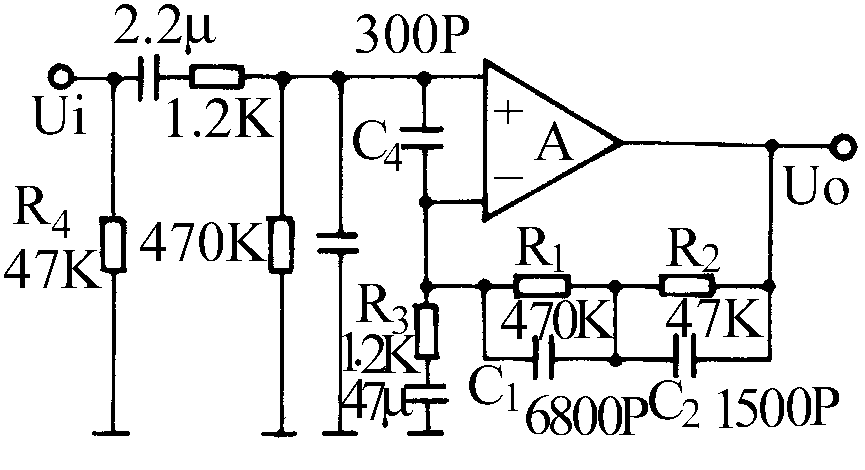 2.2μ
300P
Ui
1.2K
C4
+
A
−
Uo
R4
47K
470K
R1
R2
470K
47K
R3
1.2K
47μ
C1
6800P
C2
1500P